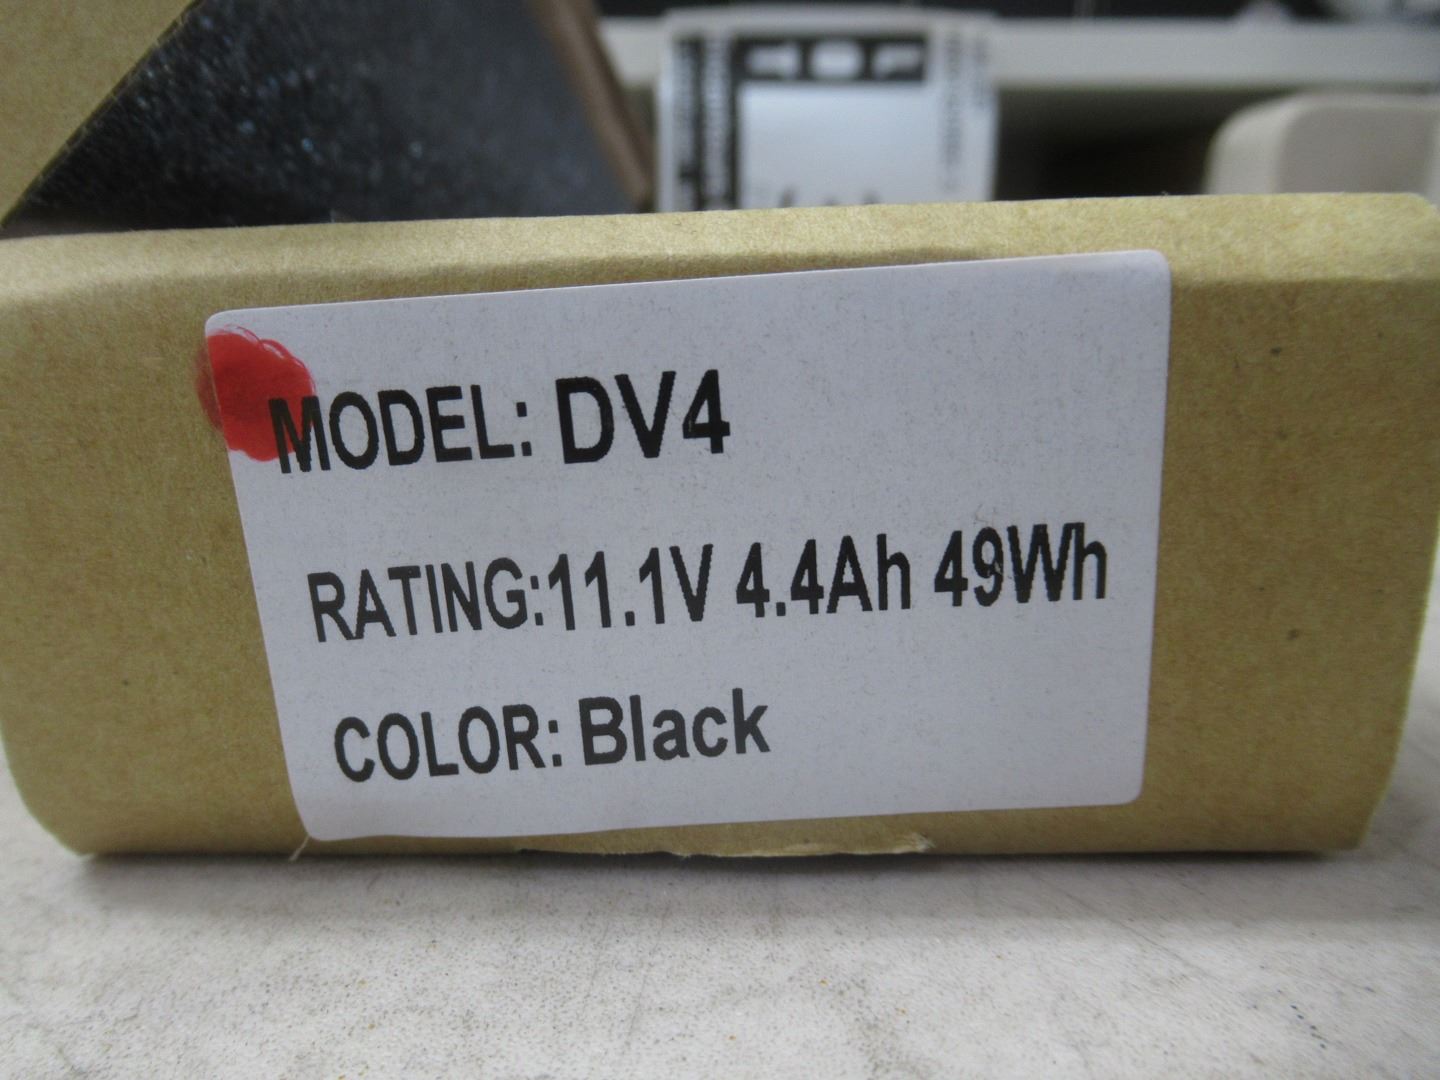 MODEL: DV4
RATING:11.1V 4.4Ah 49Wh
COLOR: Black